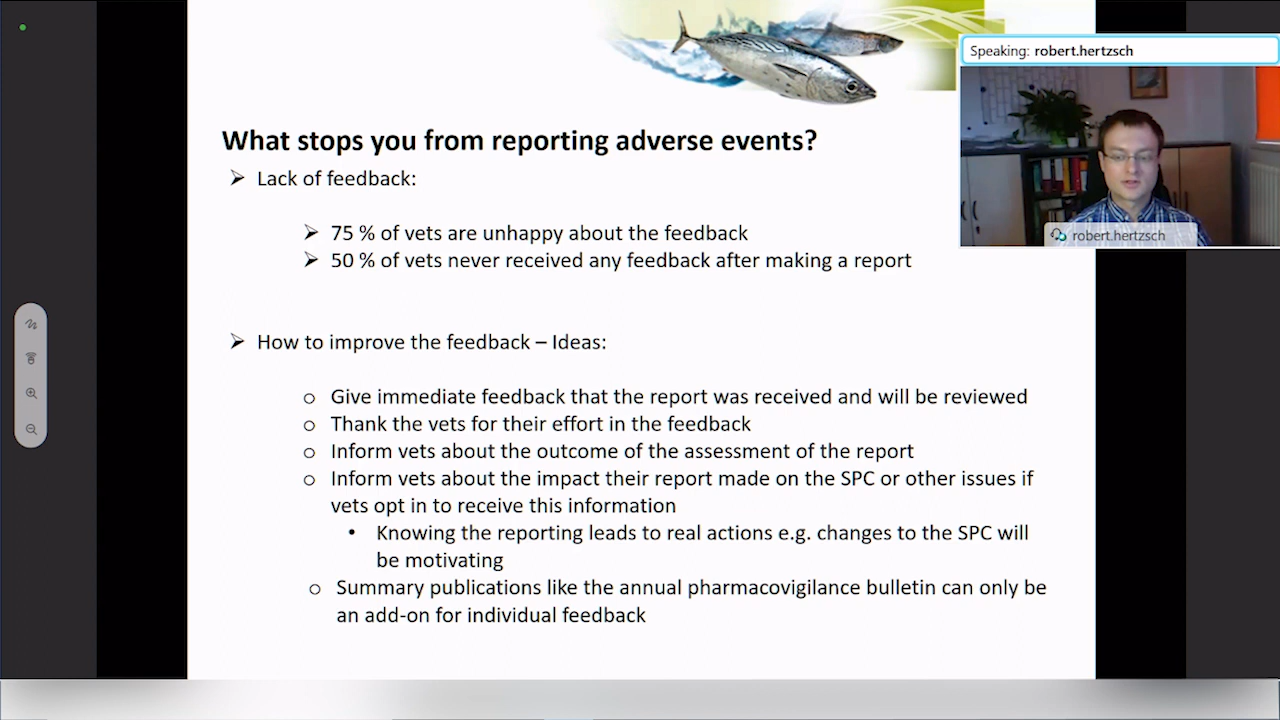 Speaking: robert.hertzsch
robert.hertzsch
What stops you from reporting adverse events?
Lack of feedback:
75 % of vets are unhappy about the feedback
50 % of vets never received any feedback after making a report
How to improve the feedback – Ideas:
Give immediate feedback that the report was received and will be reviewed
Thank the vets for their effort in the feedback
Inform vets about the outcome of the assessment of the report
Inform vets about the impact their report made on the SPC or other issues if
vets opt in to receive this information
Knowing the reporting leads to real actions e.g. changes to the SPC will
be motivating
Summary publications like the annual pharmacovigilance bulletin can only be
an add-on for individual feedback